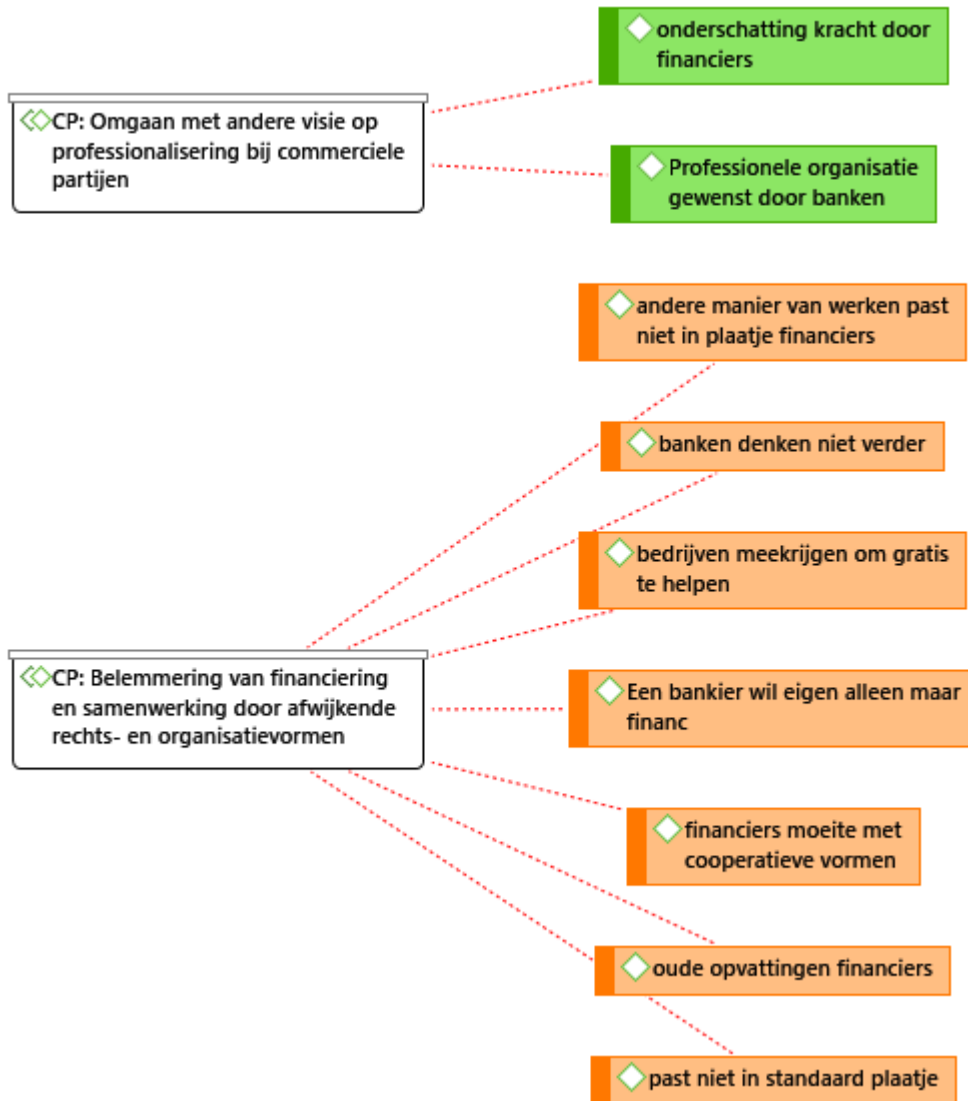 onderschatting kracht door
financiers
CP: Omgaan met andere visie op
professionalisering bij commerciele
partijen
Professionele organisatie
gewenst door banken
andere manier van werken past
niet in plaatje financiers
banken denken niet verder
bedrijven meekrijgen om gratis
te helpen
CP: Belemmering van financiering
en samenwerking door afwijkende
rechts- en organisatievormen
Een bankier wil eigen alleen maar
financ
financiers moeite met
cooperatieve vormen
oude opvattingen financiers
past niet in standaard plaatje